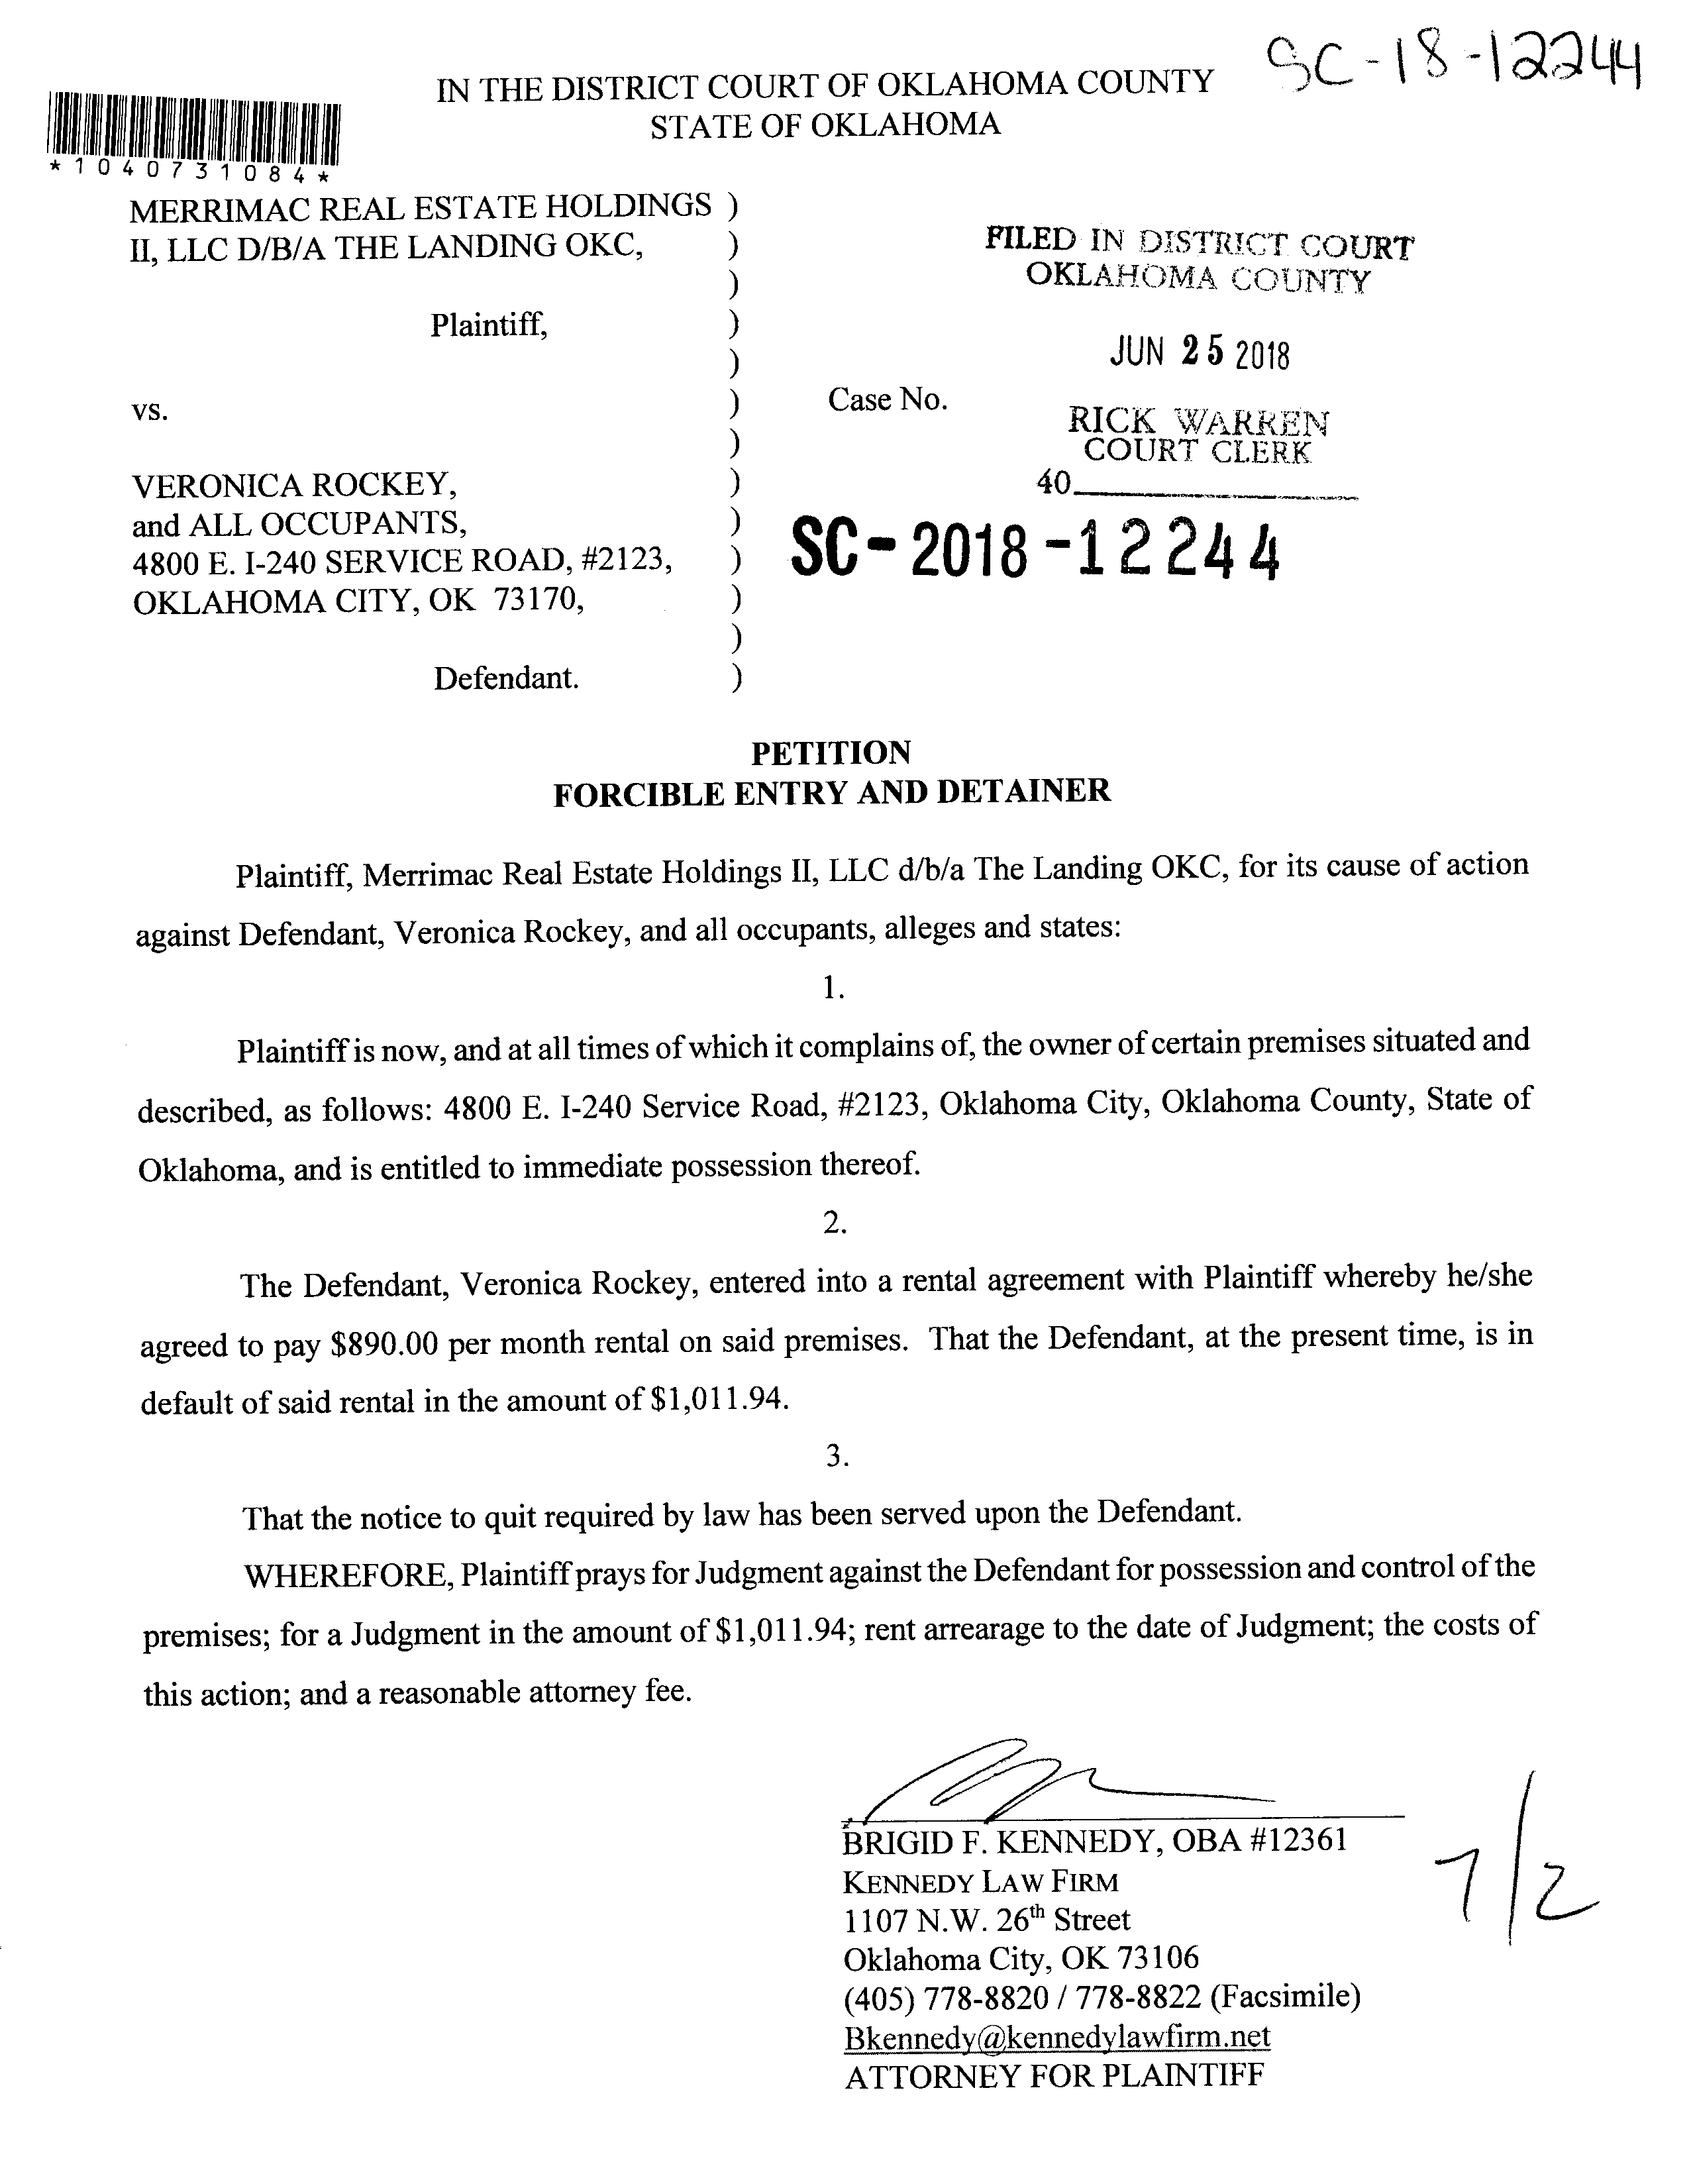 SC-18-12244
IN THE DISTRICT COURT OF OKLAHOMA COUNTY
STATE OF OKLAHOMA
*1040731084*
MERRIMAC REAL ESTATE HOLDINGS )
II, LLC D/B/A THE LANDING OKC, )
)
Plaintiff, )
)
vs. )
)
VERONICA ROCKEY, )
and ALL OCCUPANTS, )
4800 E. I-240 SERVICE ROAD, #2123, )
OKLAHOMA CITY, OK 73170, )
)
Defendant. )
FILED IN DISTRICT COURT
OKLAHOMA COUNTY
JUN 25 2018
Case No.
RICK WARREN
COURT CLERK
40
SC-2018-12244
PETITION
FORCIBLE ENTRY AND DETAINER
Plaintiff, Merrimac Real Estate Holdings II, LLC d/b/a The Landing OKC, for its cause of action
against Defendant, Veronica Rockey, and all occupants, alleges and states:
1.
Plaintiff is now, and at all times of which it complains of, the owner of certain premises situated and
described, as follows: 4800 E. I-240 Service Road, #2123, Oklahoma City, Oklahoma County, State of
Oklahoma, and is entitled to immediate possession thereof.
2.
The Defendant, Veronica Rockey, entered into a rental agreement with Plaintiff whereby he/she
agreed to pay $890.00 per month rental on said premises. That the Defendant, at the present time, is in
default of said rental in the amount of $1,011.94.
3.
That the notice to quit required by law has been served upon the Defendant.
WHEREFORE, Plaintiff prays for Judgment against the Defendant for possession and control of the
premises; for a Judgment in the amount of $1,011.94; rent arrearage to the date of Judgment; the costs of
this action; and a reasonable attorney fee.
BRIGID F. KENNEDY, OBA #12361
KENNEDY LAW FIRM
1107 N.W. 26th Street
Oklahoma City, OK 73106
(405) 778-8820 / 778-8822 (Facsimile)
Bkennedy@kennedylawfirm.net
ATTORNEY FOR PLAINTIFF
7/2